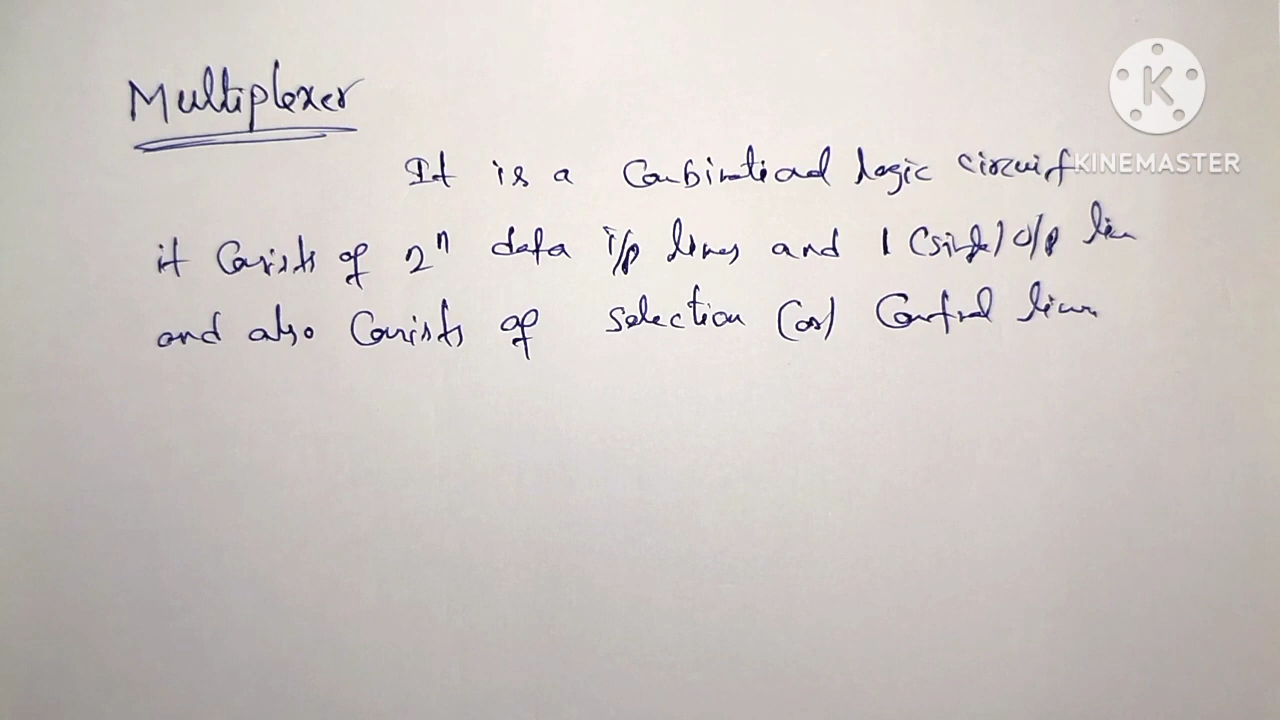 Multiplexer
KINEMASTER
It is a Combinational logic circuit
it Consists of 2ⁿ data i/p lines and 1 (single) o/p line
and also Consists of selection (or) Control lines